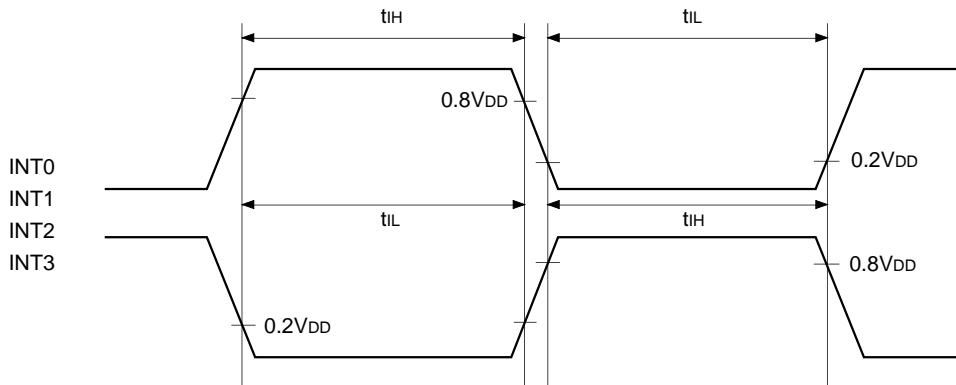 tIH
tIL
0.8VDD
INT0
0.2VDD
INT1
tIL
tIH
INT2
INT3
0.8VDD
0.2VDD